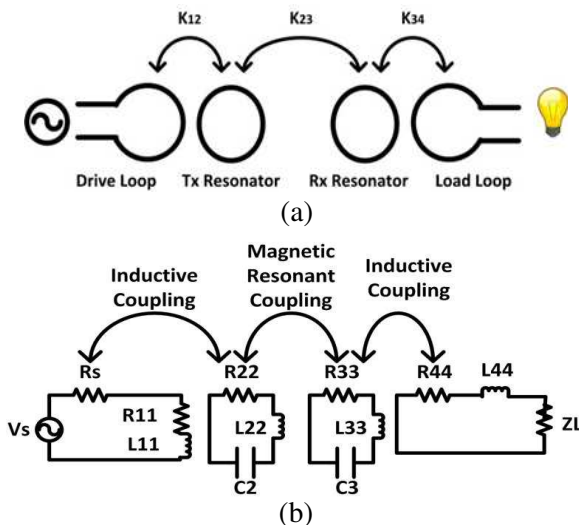 K12 K23 K34
Drive Loop Tx Resonator Rx Resonator Load Loop
(a)
Magnetic
Inductive Resonant Inductive
Coupling Coupling Coupling
Rs R22 R33 R44 L44
R11
Vs L22 L33 ZL
L11
C2 C3
(b)